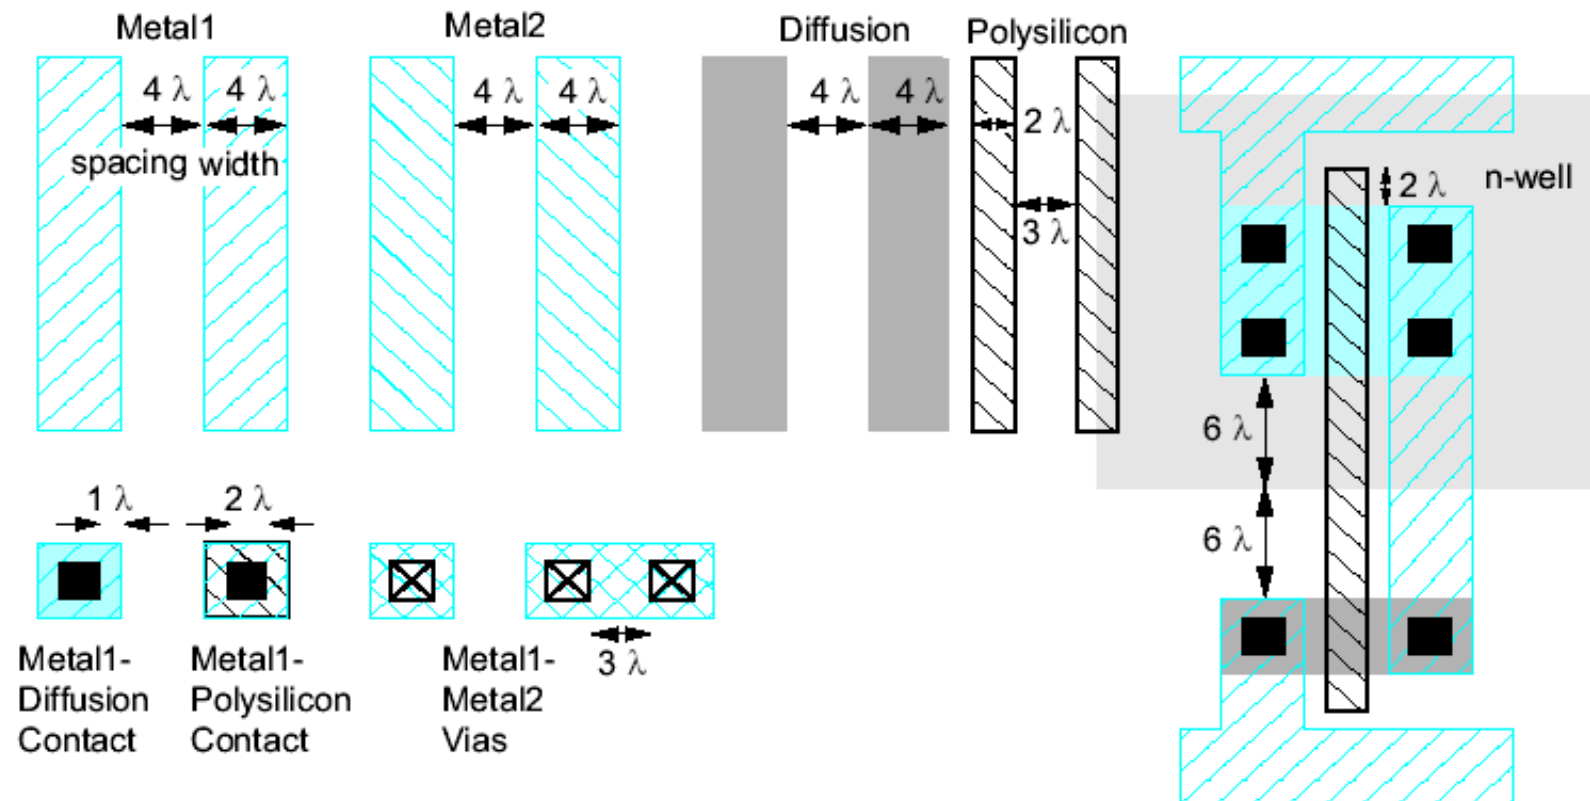 Metal1
Metal2
Diffusion
Polysilicon
4 λ
4 λ
4 λ
4 λ
4 λ
4 λ
2 λ
spacing
width
3 λ
2 λ
n-well
6 λ
6 λ
1 λ
2 λ
3 λ
Metal1-
Diffusion
Contact
Metal1-
Polysilicon
Contact
Metal1-
Metal2
Vias